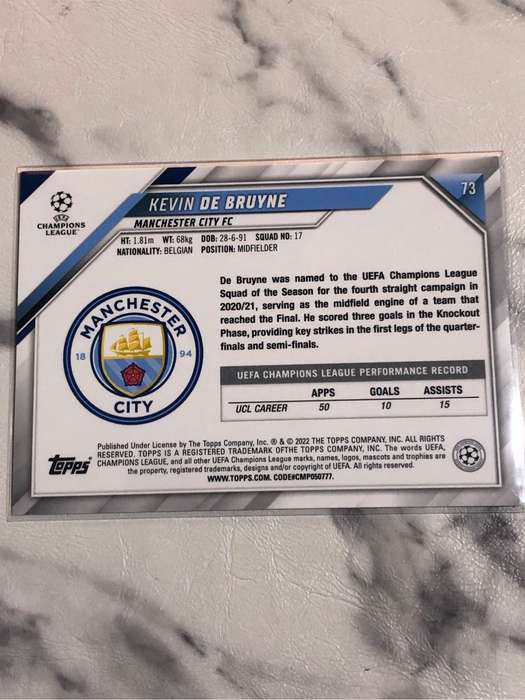 73
KEVIN DE BRUYNE
UEFA
CHAMPIONS
LEAGUE
MANCHESTER CITY FC
HT: 1.81m WT: 68kg DOB: 28-6-91 SQUAD NO: 17
NATIONALITY: BELGIAN POSITION: MIDFIELDER
De Bruyne was named to the UEFA Champions League
Squad of the Season for the fourth straight campaign in
2020/21, serving as the midfield engine of a team that
reached the Final. He scored three goals in the Knockout
Phase, providing key strikes in the first legs of the quarter-
finals and semi-finals.
MANCHESTER
18 94
CITY
UEFA CHAMPIONS LEAGUE PERFORMANCE RECORD
APPS GOALS ASSISTS
UCL CAREER 50 10 15
topps
Published Under License by The Topps Company, Inc. ® & © 2022 THE TOPPS COMPANY, INC. ALL RIGHTS
RESERVED. TOPPS IS A REGISTERED TRADEMARK OFTHE TOPPS COMPANY, INC. The words UEFA,
CHAMPIONS LEAGUE, and all other UEFA Champions League marks, names, logos, mascots and trophies are
the property, registered trademarks, designs and/or copyright of UEFA. All rights reserved.
WWW.TOPPS.COM. CODE#CMP050777.